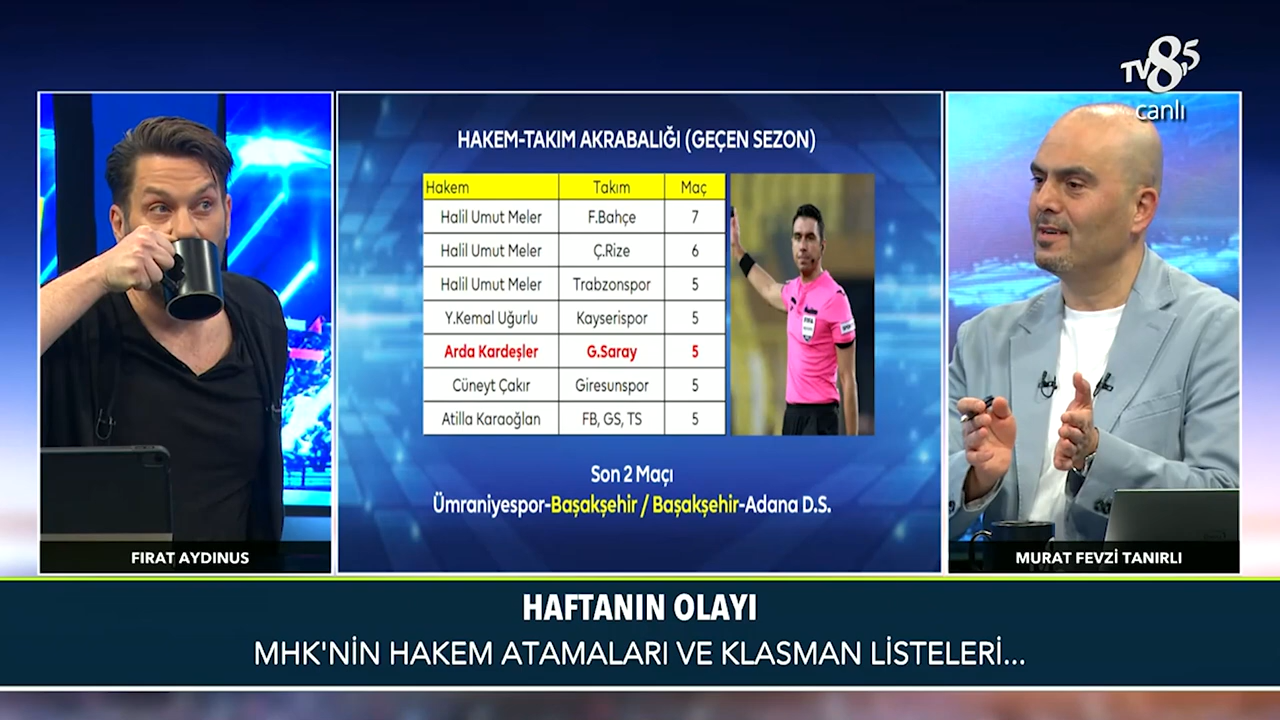 TV8,5
canlı
HAKEM-TAKIM AKRABALIĞI (GEÇEN SEZON)
Hakem Takım Maç
Halil Umut Meler F.Bahçe 7
Halil Umut Meler Ç.Rize 6
Halil Umut Meler Trabzonspor 5
Y.Kemal Uğurlu Kayserispor 5
Arda Kardeşler G.Saray 5
Cüneyt Çakır Giresunspor 5
Atilla Karaoğlan FB, GS, TS 5
Son 2 Maçı
Ümraniyespor-Başakşehir / Başakşehir-Adana D.S.
FIRAT AYDINUS
MURAT FEVZİ TANIRLI
HAFTANIN OLAYI
MHK'NİN HAKEM ATAMALARI VE KLASMAN LİSTELERİ...